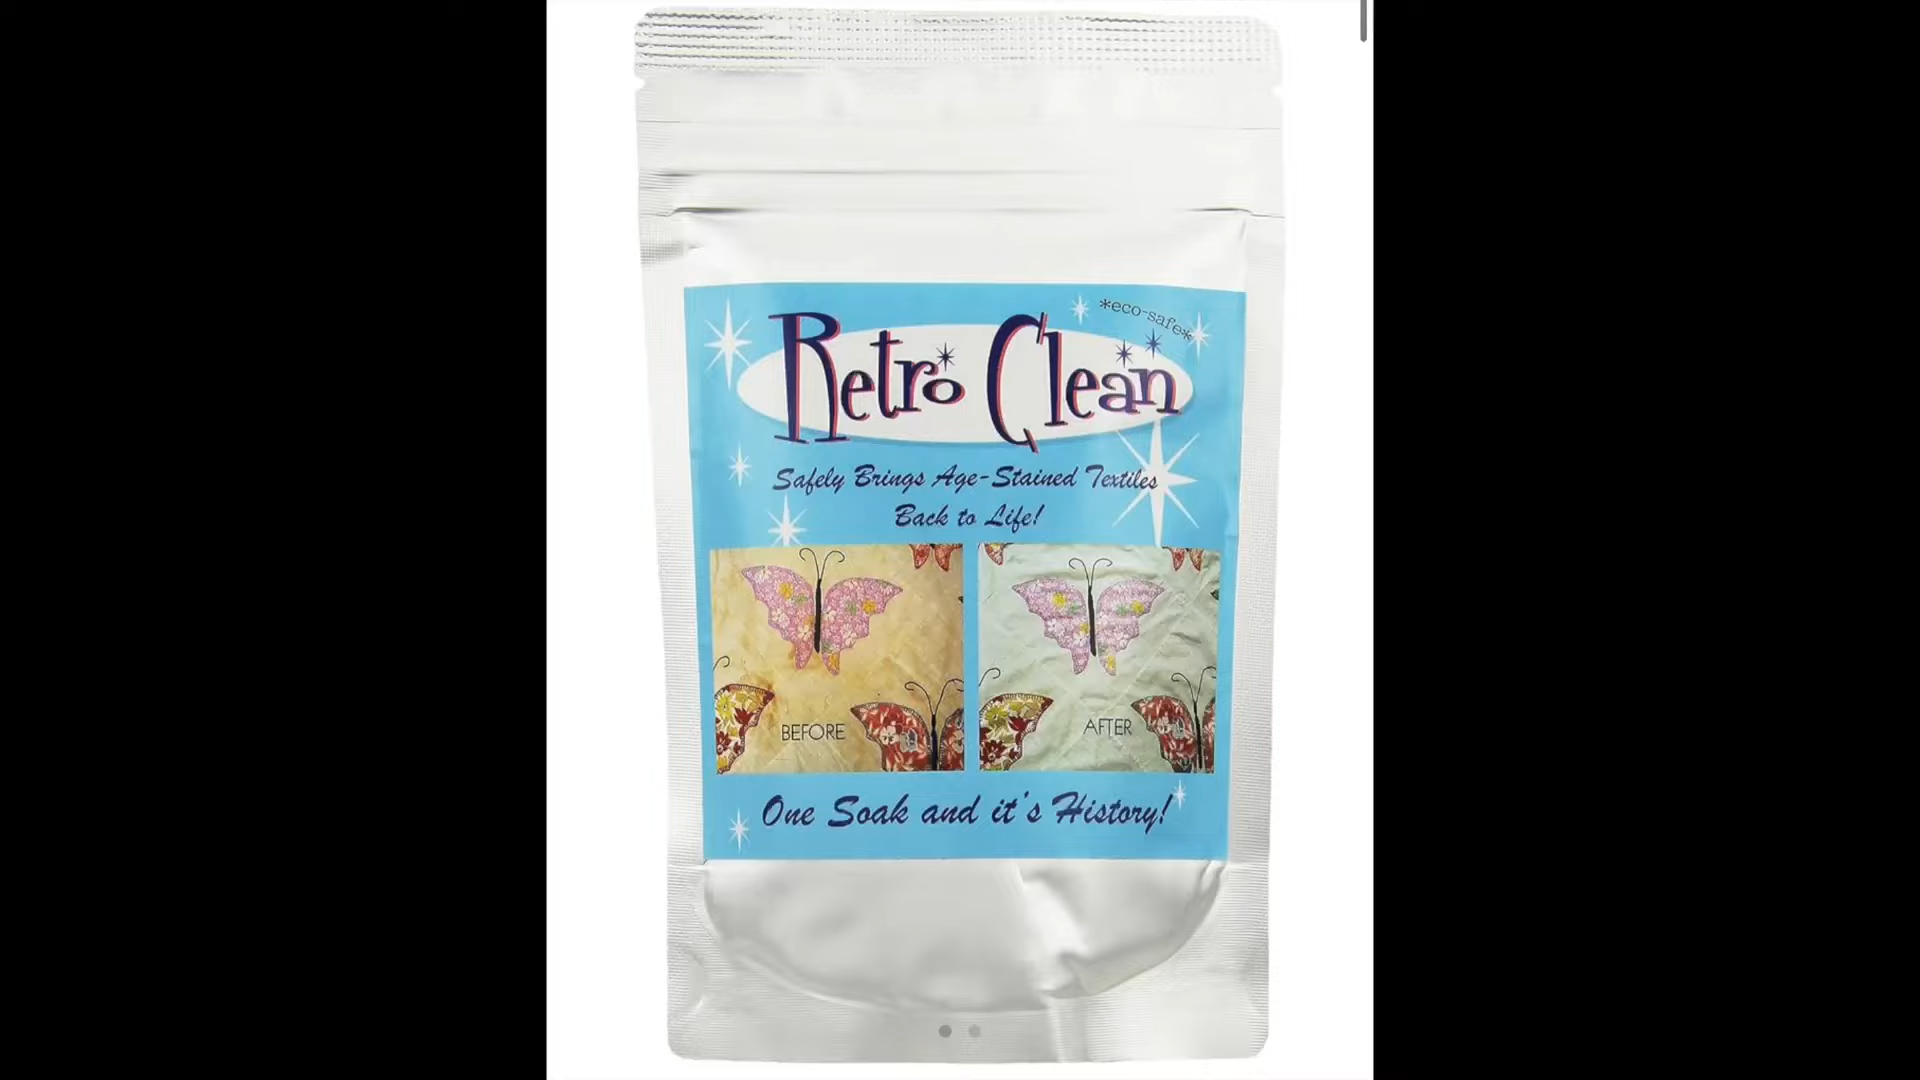 *eco-safe*
Retro Clean
Safely Brings Age-Stained Textiles
Back to Life!
BEFORE
AFTER
One Soak and it's History!